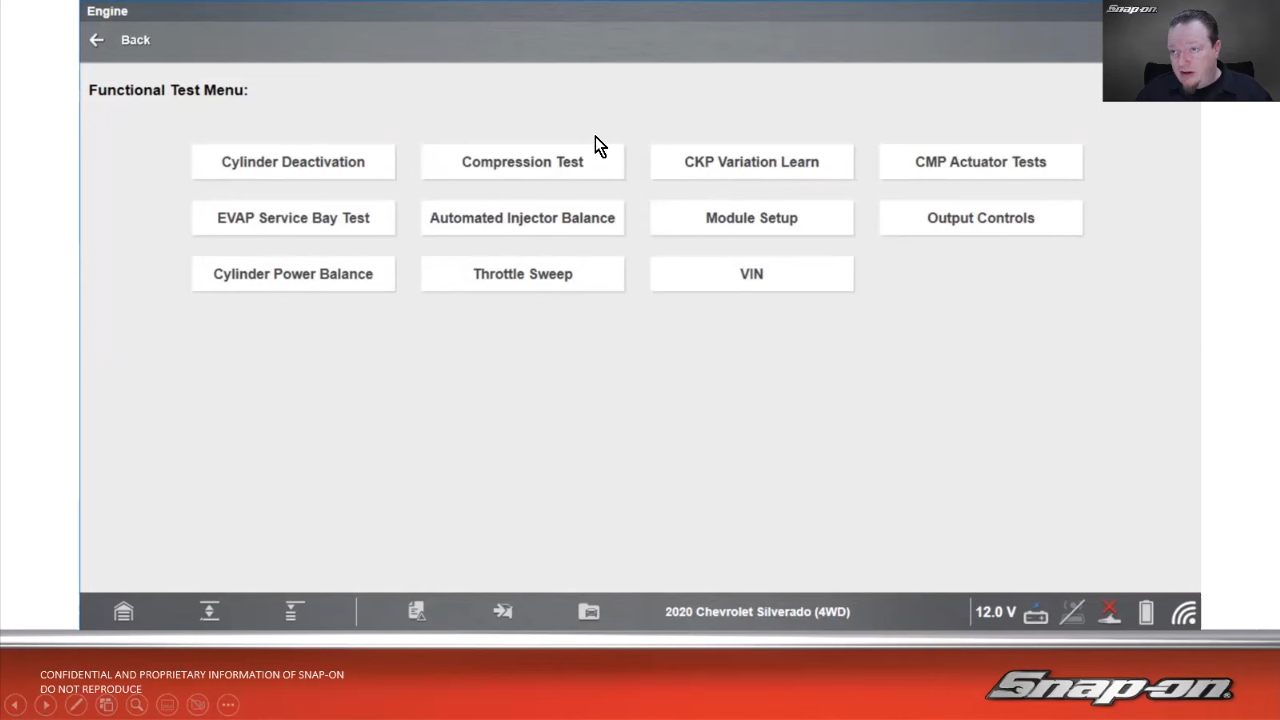 Engine
Back
Snap-on
Functional Test Menu:
Cylinder Deactivation
Compression Test
CKP Variation Learn
CMP Actuator Tests
EVAP Service Bay Test
Automated Injector Balance
Module Setup
Output Controls
Cylinder Power Balance
Throttle Sweep
VIN
2020 Chevrolet Silverado (4WD)
12.0 V
CONFIDENTIAL AND PROPRIETARY INFORMATION OF SNAP-ON
DO NOT REPRODUCE
Snap-on